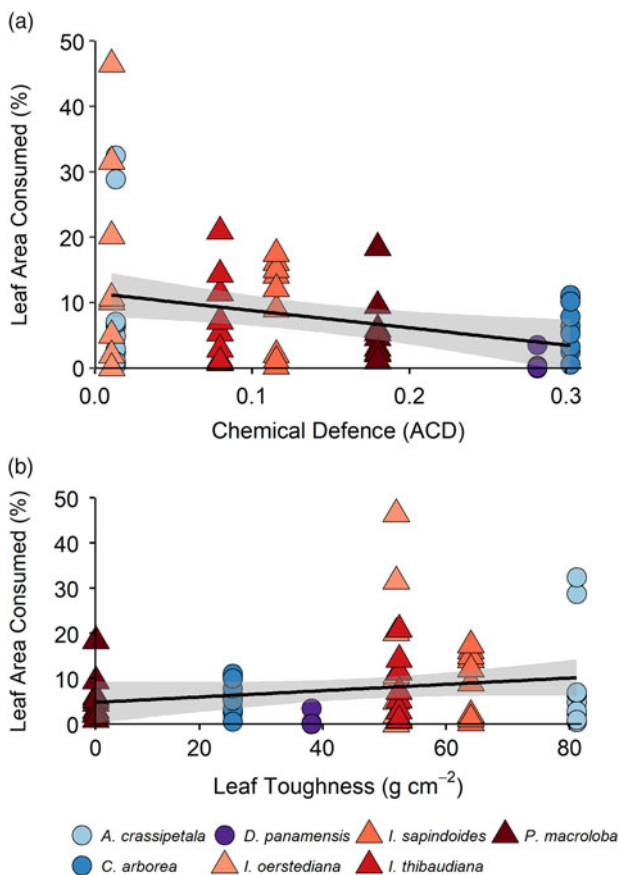 (a)
50
40
30
20
10
0
Leaf Area Consumed (%)
0.0 0.1 0.2 0.3
Chemical Defence (ACD)
(b)
50
40
30
20
10
0
Leaf Area Consumed (%)
0 20 40 60 80
Leaf Toughness (g cm⁻²)
A. crassipetala D. panamensis I. sapindoides P. macroloba
C. arborea I. oerstediana I. thibaudiana